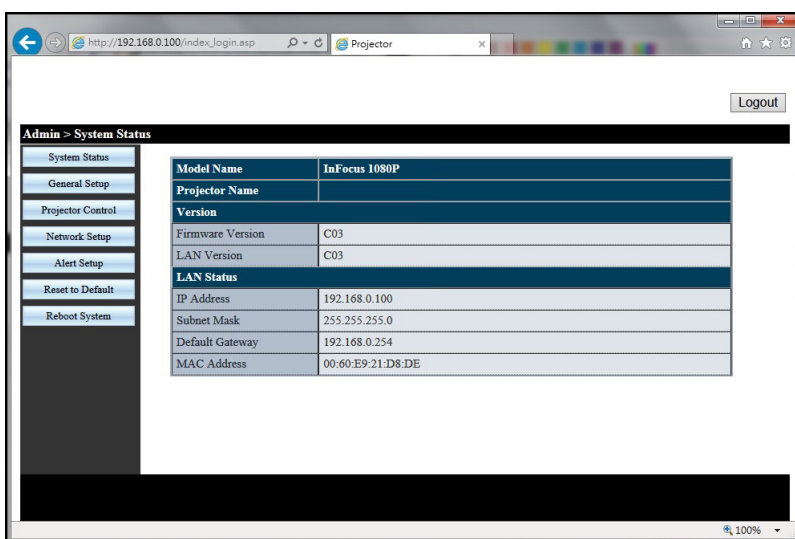 http://192.168.0.100/index_login.asp
Projector
Logout
Admin > System Status
System Status
General Setup
Projector Control
Network Setup
Alert Setup
Reset to Default
Reboot System
Model Name InFocus 1080P
Projector Name
Version
Firmware Version C03
LAN Version C03
LAN Status
IP Address 192.168.0.100
Subnet Mask 255.255.255.0
Default Gateway 192.168.0.254
MAC Address 00:60:E9:21:D8:DE
100%